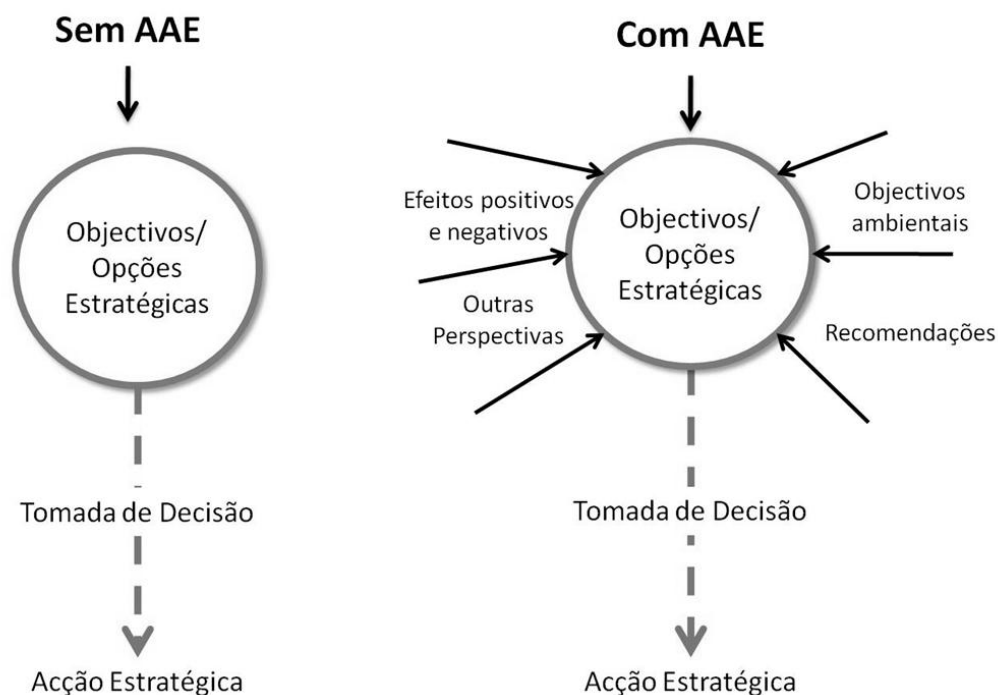 Sem AAE
Objectivos/
Opções
Estratégicas
Tomada de Decisão
Acção Estratégica
Com AAE
Efeitos positivos
e negativos
Outras
Perspectivas
Objectivos/
Opções
Estratégicas
Objectivos
ambientais
Recomendações
Tomada de Decisão
Acção Estratégica